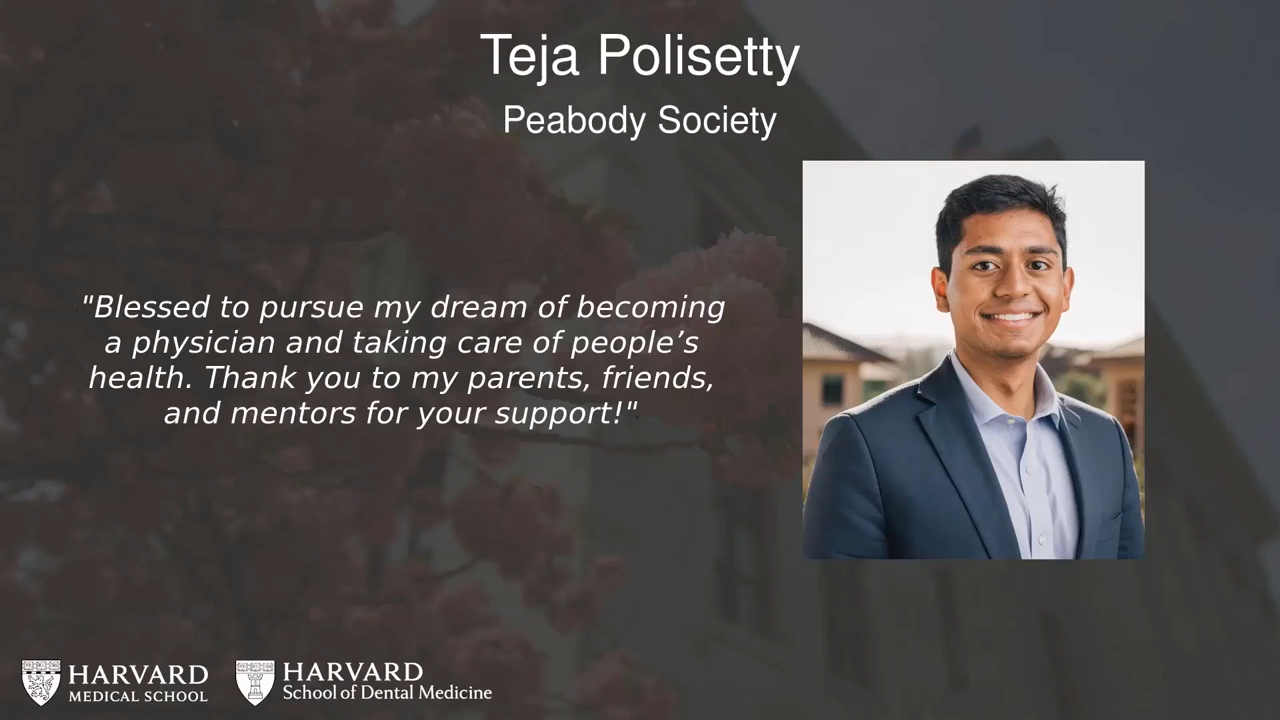 Teja Polisetty
Peabody Society
"Blessed to pursue my dream of becoming
a physician and taking care of people’s
health. Thank you to my parents, friends,
and mentors for your support!"
HARVARD
MEDICAL SCHOOL
HARVARD
School of Dental Medicine